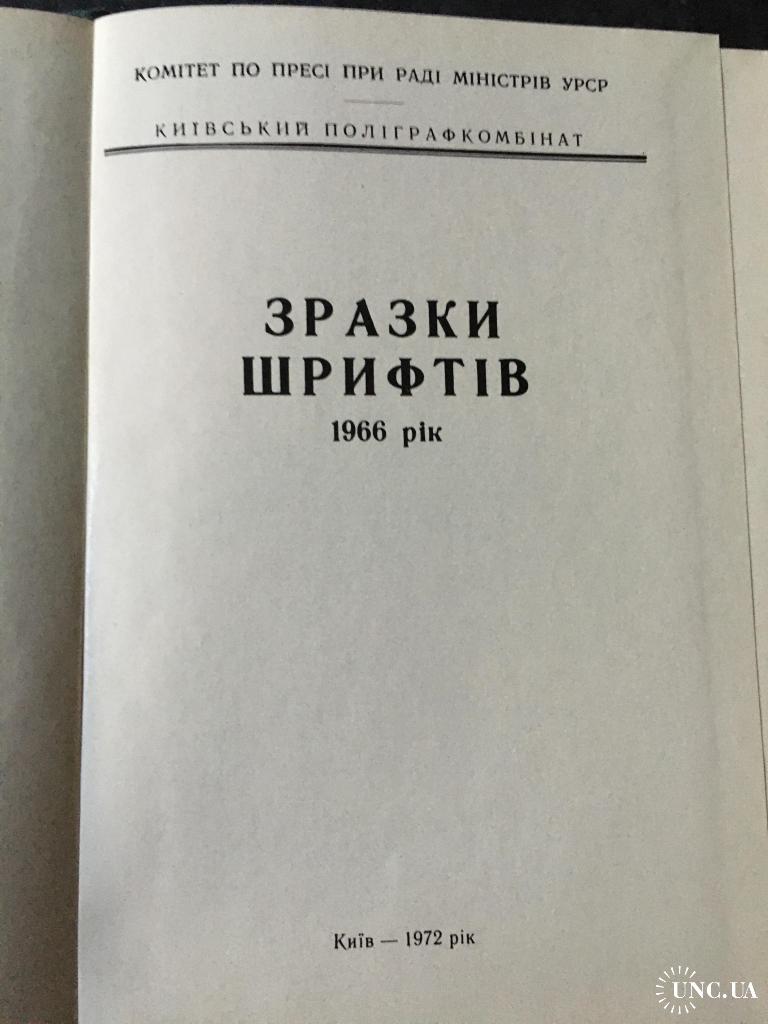 КОМІТЕТ ПО ПРЕСІ ПРИ РАДІ МІНІСТРІВ УРСР
КИЇВСЬКИЙ ПОЛІГРАФКОМБІНАТ
ЗРАЗКИ
ШРИФТІВ
1966 рік
Київ — 1972 рік
UNC.UA